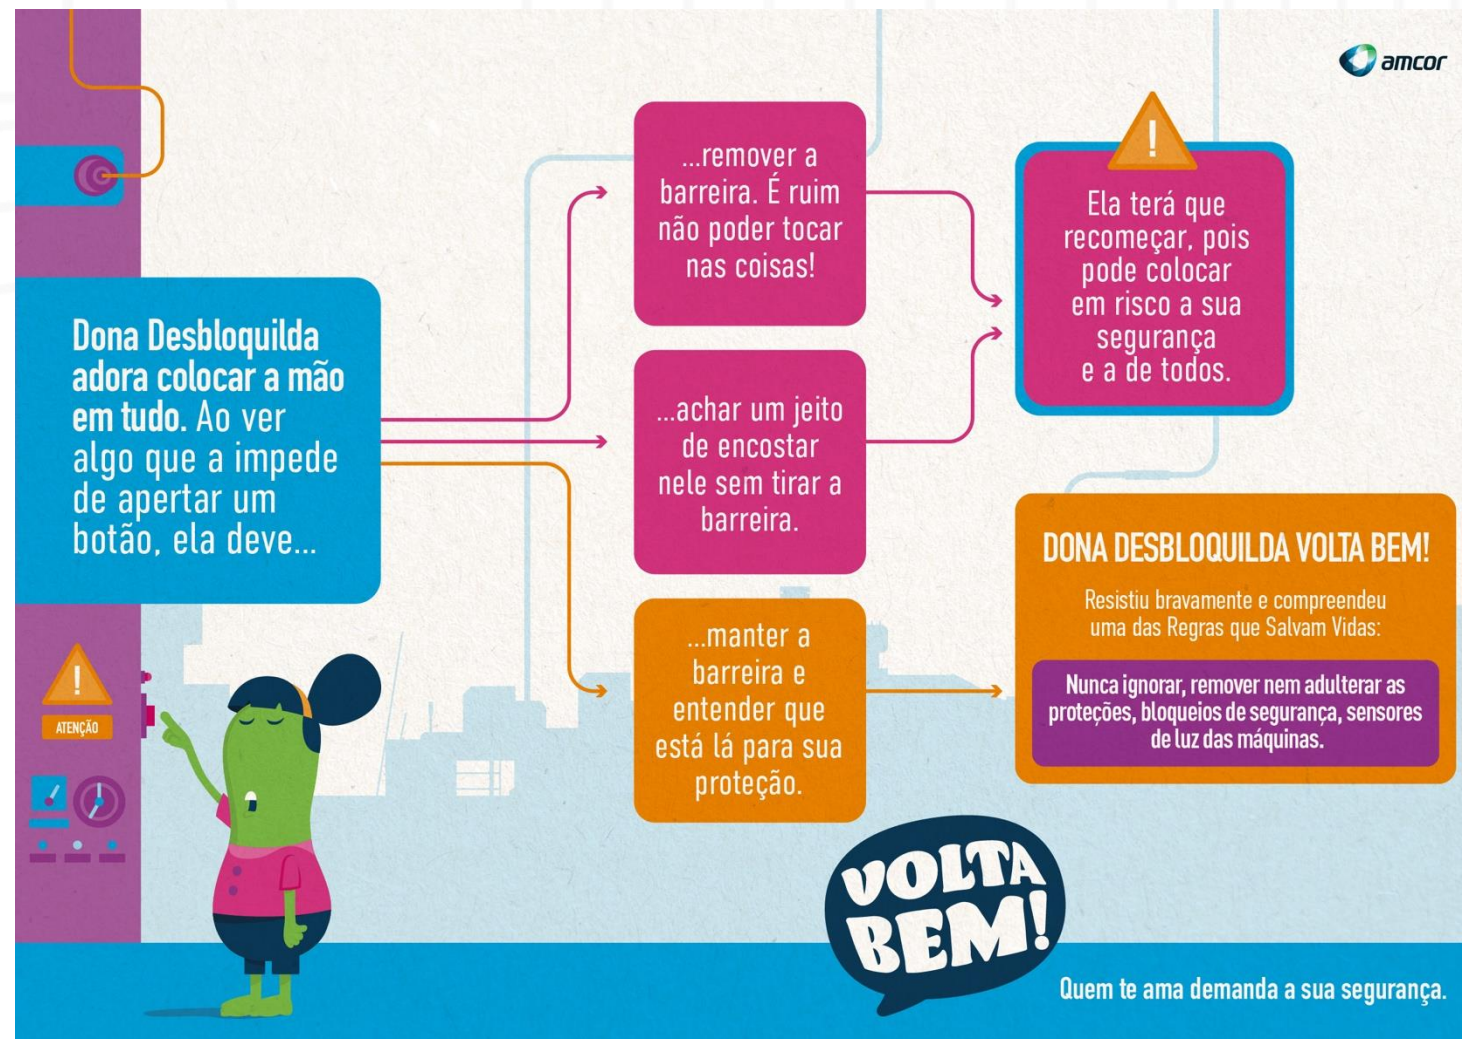 amcor
Dona Desbloquilda
adora colocar a mão
em tudo. Ao ver
algo que a impede
de apertar um
botão, ela deve...
...remover a
barreira. É ruim
não poder tocar
nas coisas!
...achar um jeito
de encostar
nele sem tirar a
barreira.
...manter a
barreira e
entender que
está lá para sua
proteção.
!
Ela terá que
recomeçar, pois
pode colocar
em risco a sua
segurança
e a de todos.
DONA DESBLOQUILDA VOLTA BEM!
Resistiu bravamente e compreendeu
uma das Regras que Salvam Vidas:
Nunca ignorar, remover nem adulterar as
proteções, bloqueios de segurança, sensores
de luz das máquinas.
!
ATENÇÃO
VOLTA
BEM!
Quem te ama demanda a sua segurança.